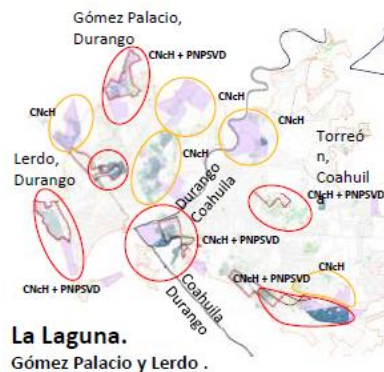 Gómez Palacio,
Durango
CNcH + PNPSVD
CNcH
CNcH
CNcH
CNcH
Lerdo,
Durango
Torreó
n,
Coahuil
a
CNcH + PNPSVD
Durango
Coahuila
CNcH + PNPSVD
CNcH + PNPSVD
CNcH + PNPSVD
CNcH
Coahuila
Durango
La Laguna.
Gómez Palacio y Lerdo .